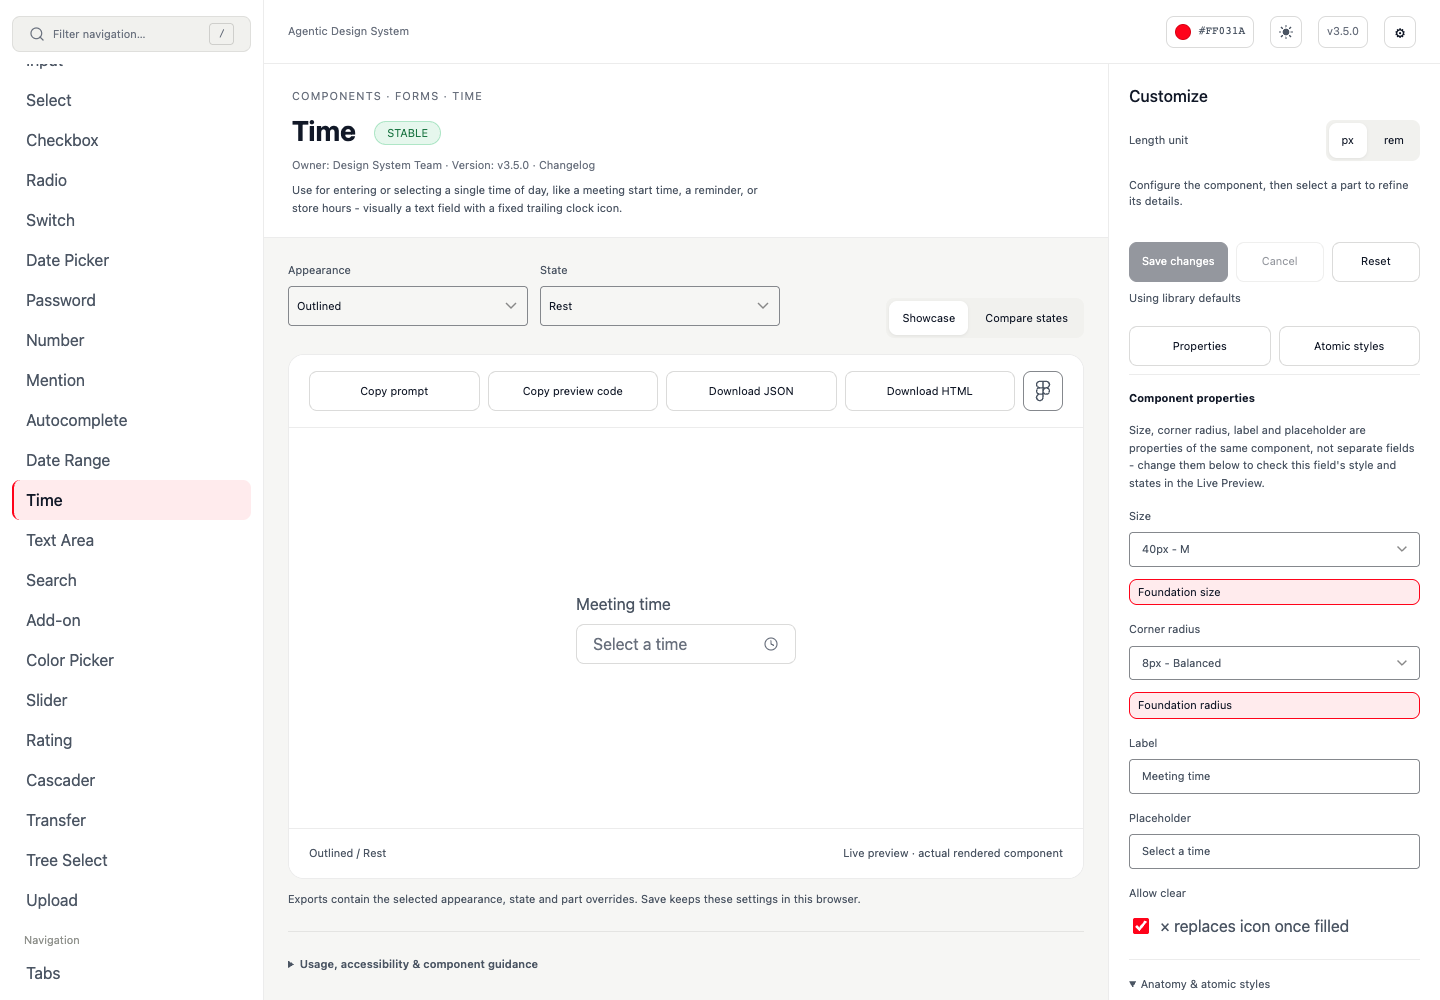 Filter navigation...
/
Input
Select
Checkbox
Radio
Switch
Date Picker
Password
Number
Mention
Autocomplete
Date Range
Time
Text Area
Search
Add-on
Color Picker
Slider
Rating
Cascader
Transfer
Tree Select
Upload
Navigation
Tabs
Agentic Design System
#FF031A
v3.5.0
COMPONENTS · FORMS · TIME
Time
STABLE
Owner: Design System Team · Version: v3.5.0 · Changelog
Use for entering or selecting a single time of day, like a meeting start time, a reminder, or
store hours - visually a text field with a fixed trailing clock icon.
Appearance
State
Outlined
Rest
Showcase
Compare states
Copy prompt
Copy preview code
Download JSON
Download HTML
Meeting time
Select a time
Outlined / Rest
Live preview · actual rendered component
Exports contain the selected appearance, state and part overrides. Save keeps these settings in this browser.
Usage, accessibility & component guidance
Customize
Length unit
px
rem
Configure the component, then select a part to refine
its details.
Save changes
Cancel
Reset
Using library defaults
Properties
Atomic styles
Component properties
Size, corner radius, label and placeholder are
properties of the same component, not separate fields
- change them below to check this field's style and
states in the Live Preview.
Size
40px - M
Foundation size
Corner radius
8px - Balanced
Foundation radius
Label
Meeting time
Placeholder
Select a time
Allow clear
× replaces icon once filled
Anatomy & atomic styles